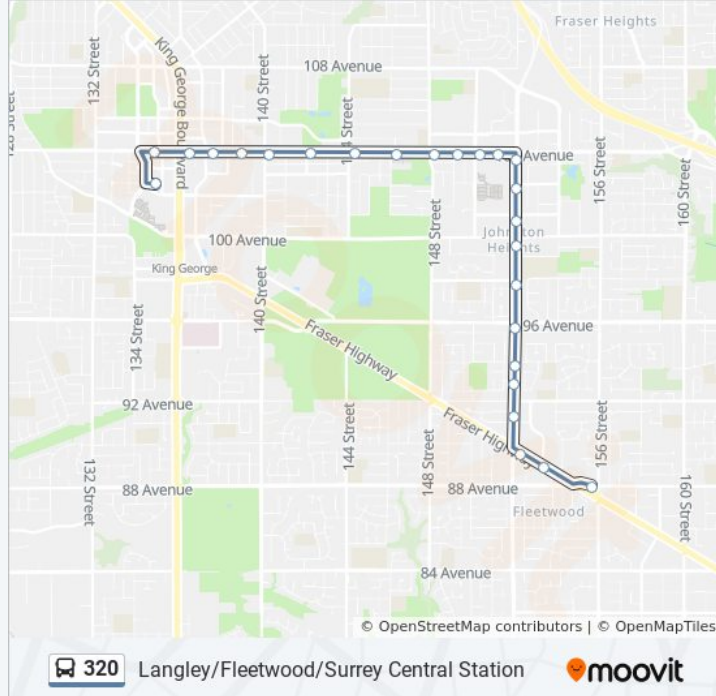 Fraser Heights
King George Boulevard
132 Street
140 Street
108 Avenue
144 Street
Avenue
156 Street
160 Street
148 Street
100 Avenue
Johnston
Heights
King George
140 Street
134 Street
Fraser Highway
96 Avenue
92 Avenue
144 Street
148 Street
Fraser Highway
156 Street
132 Street
88 Avenue
88 Avenue
160 Street
Fleetwood
84 Avenue
© OpenStreetMap contributors | © OpenMapTiles
320 Langley/Fleetwood/Surrey Central Station moovit